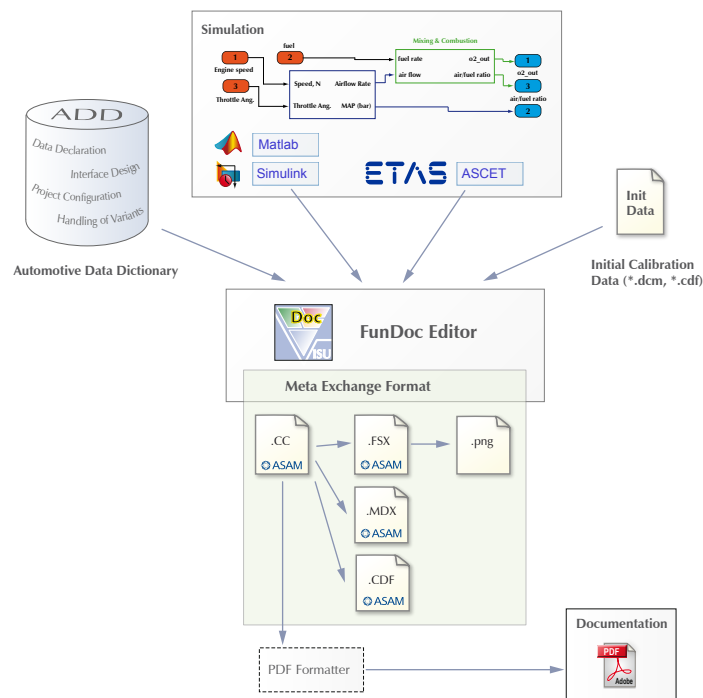 Simulation
Mixing & Combustion
fuel
1
2
Engine speed
fuel rate
o2_out
1
o2_out
air flow
air/fuel ratio
3
Throttle Ang.
Speed, N
Airflow Rate
3
air/fuel ratio
Throttle Ang.
MAP (bar)
2
Matlab
Simulink
ETAS
ASCET
ADD
Data Declaration
Interface Design
Project Configuration
Handling of Variants
Automotive Data Dictionary
Init
Data
Initial Calibration
Data (*.dcm, *.cdf)
Doc
VISU
FunDoc Editor
Meta Exchange Format
.CC
ASAM
.FSX
ASAM
.png
.MDX
ASAM
.CDF
ASAM
PDF Formatter
Documentation
PDF
Adobe